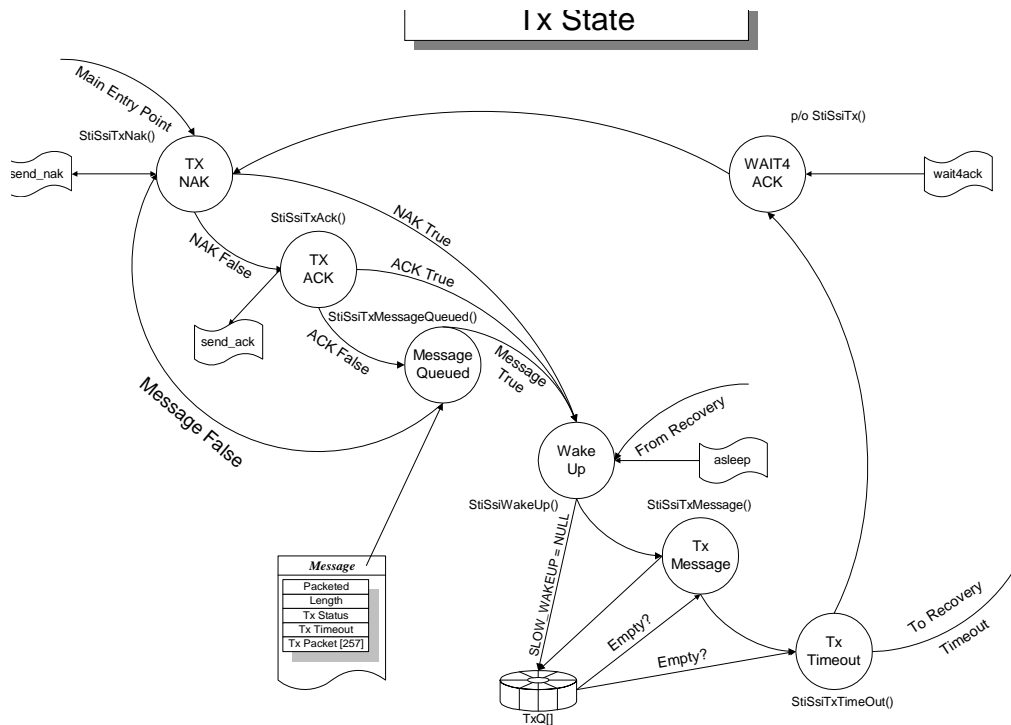 Tx State
Main Entry Point
StiSsiTxNak()
TX
NAK
send_nak
p/o StiSsiTx()
WAIT4
ACK
wait4ack
NAK True
NAK False
StiSsiTxAck()
TX
ACK
ACK True
send_ack
ACK False
StiSsiTxMessageQueued()
Message
Queued
Message
True
Message False
From Recovery
Wake
Up
asleep
StiSsiWakeUp()
StiSsiTxMessage()
SLOW_WAKEUP = NULL
Tx
Message
Message
Packeted
Length
Tx Status
Tx Timeout
Tx Packet [257]
Empty?
Empty?
Tx
Timeout
To Recovery
Timeout
StiSsiTxTimeOut()
TxQ[]